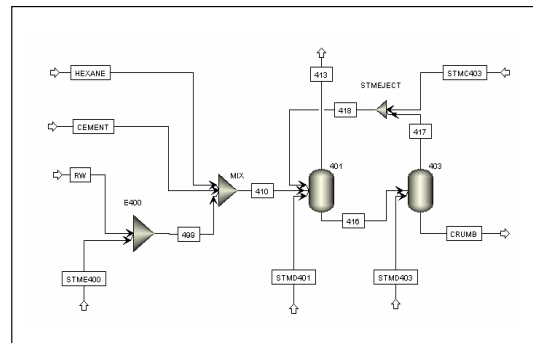 413
STMC403
HEXANE
STMEJECT
418
417
CEMENT
MIX
401
403
RW
410
E400
416
499
CRUMB
STME400
STMD401
STMD403